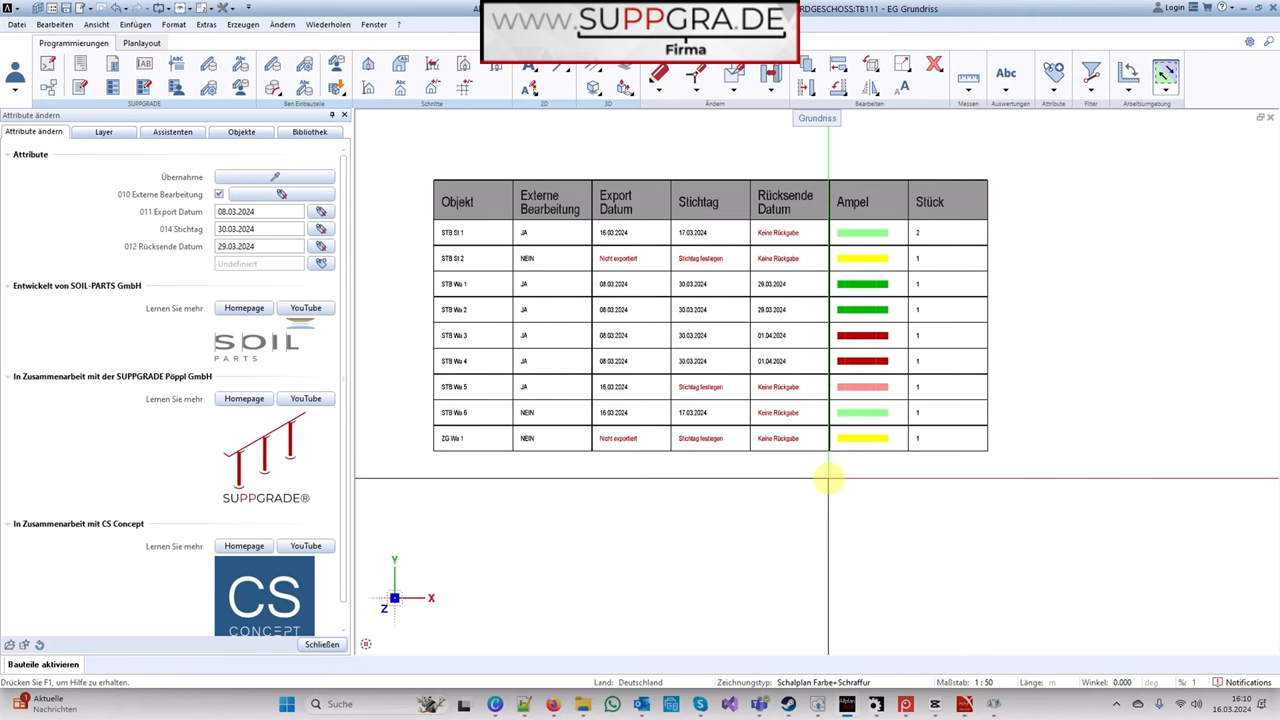 ERDGESCHOSS:TB111 - EG Grundriss
Login
www.SUPPGRA.DE
Firma
Datei Bearbeiten Ansicht Einfügen Format Extras Erzeugen Ändern Wiederholen Fenster
Programmierungen Planlayout
SUPPGRADE Ben.Einbauteile Schnitte 2D 3D Ändern Bearbeiten Messen Auswertungen Attribute Filter Arbeitsumgebung
Abc
Attribute ändern
Grundriss
Attribute ändern Layer Assistenten Objekte Bibliothek
Attribute
Übernahme
010 Externe Bearbeitung
011 Export Datum 08.03.2024
014 Stichtag 30.03.2024
012 Rücksende Datum 29.03.2024
Undefiniert
Entwickelt von SOIL-PARTS GmbH
Lernen Sie mehr Homepage YouTube
SOIL
PARTS
In Zusammenarbeit mit der SUPPGRADE Pöppl GmbH
Lernen Sie mehr Homepage YouTube
SUPPGRADE®
In Zusammenarbeit mit CS Concept
Lernen Sie mehr Homepage YouTube
CS
CONCEPT
Schließen
Objekt Externe Bearbeitung Export Datum Stichtag Rücksende Datum Ampel Stück
STB St 1 JA 16.03.2024 17.03.2024 Keine Rückgabe 2
STB St 2 NEIN Nicht exportiert Stichtag festlegen Keine Rückgabe 1
STB Wa 1 JA 08.03.2024 30.03.2024 29.03.2024 1
STB Wa 2 JA 08.03.2024 30.03.2024 29.03.2024 1
STB Wa 3 JA 08.03.2024 30.03.2024 01.04.2024 1
STB Wa 4 JA 08.03.2024 30.03.2024 01.04.2024 1
STB Wa 5 JA 16.03.2024 Stichtag festlegen Keine Rückgabe 1
STB Wa 6 NEIN 16.03.2024 17.03.2024 Keine Rückgabe 1
ZG Wa 1 NEIN Nicht exportiert Stichtag festlegen Keine Rückgabe 1
Y
X
Z
Bauteile aktivieren
Drücken Sie F1, um Hilfe zu erhalten. Land: Deutschland Zeichnungstyp: Schalplan Farbe+Schraffur Maßstab: 1 : 50 Länge: m Winkel: 0.000 deg %: 1 Notifications
Aktuelle
Nachrichten
Suche
16:10
16.03.2024